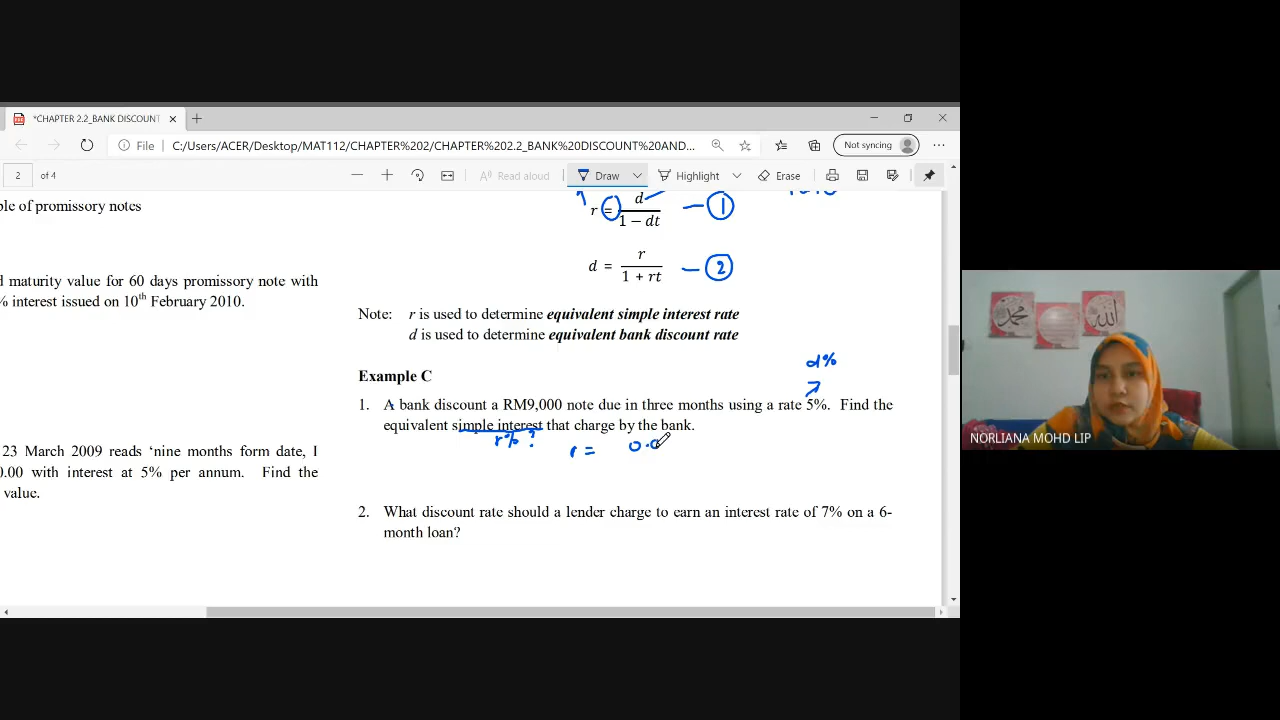 *CHAPTER 2.2_BANK DISCOUNT
File C:/Users/ACER/Desktop/MAT112/CHAPTER%202/CHAPTER%202.2_BANK%20DISCOUNT%20AND... Not syncing
2 of 4 Read aloud Draw Highlight Erase
ple of promissory notes
d maturity value for 60 days promissory note with
% interest issued on 10th February 2010.
23 March 2009 reads ‘nine months form date, I
0.00 with interest at 5% per annum. Find the
value.
r = d / 1 − dt — 1
d = r / 1 + rt — 2
Note: r is used to determine equivalent simple interest rate
d is used to determine equivalent bank discount rate
d%
Example C
1. A bank discount a RM9,000 note due in three months using a rate 5%. Find the
equivalent simple interest that charge by the bank.
r% ?
r = 0.0
2. What discount rate should a lender charge to earn an interest rate of 7% on a 6-
month loan?
محمد
الله
NORLIANA MOHD LIP